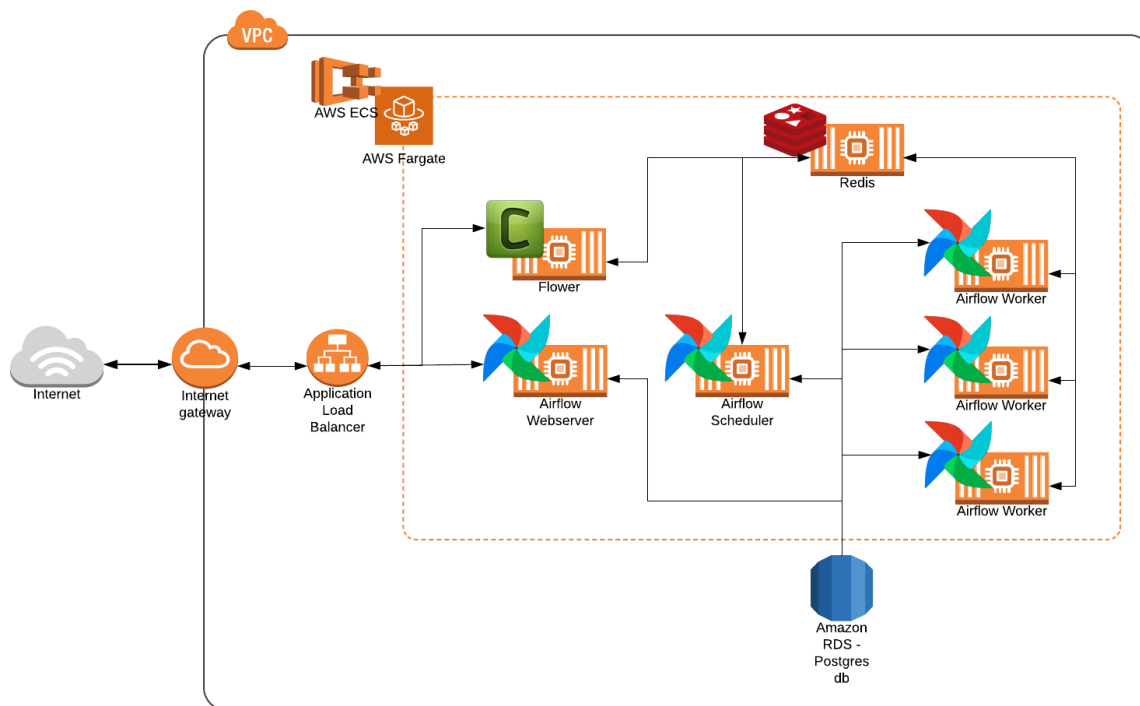 VPC
AWS ECS
AWS Fargate
Redis
C
Flower
Airflow Worker
Internet
Internet
gateway
Application
Load
Balancer
Airflow
Webserver
Airflow
Scheduler
Airflow Worker
Airflow Worker
Amazon
RDS -
Postgres
db